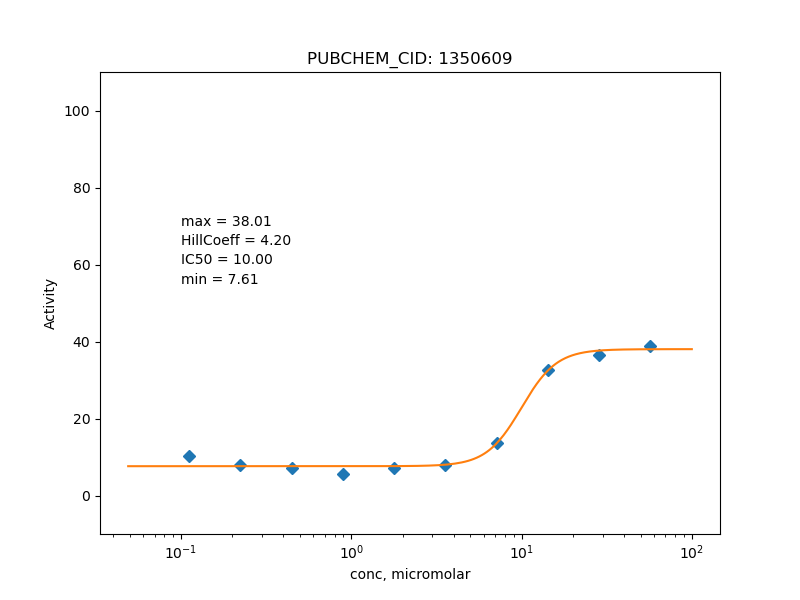 PUBCHEM_CID: 1350609
100
80
60
40
20
0
Activity
max = 38.01
HillCoeff = 4.20
IC50 = 10.00
min = 7.61
10⁻¹ 10⁰ 10¹ 10²
conc, micromolar